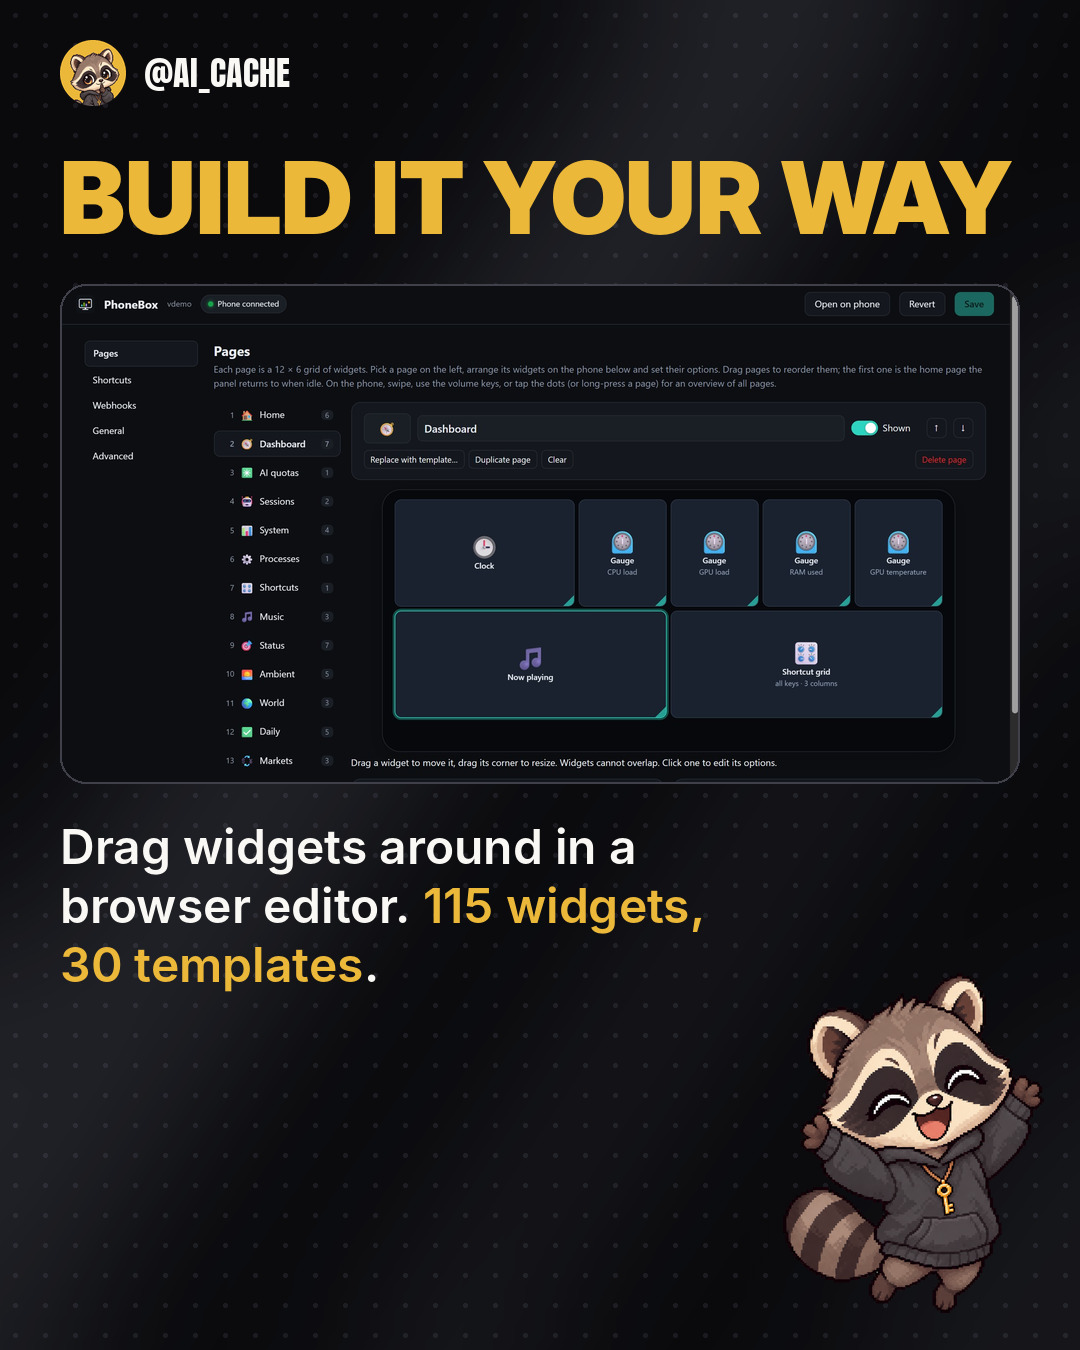 @AI_CACHE
BUILD IT YOUR WAY
PhoneBox vdemo Phone connected Open on phone Revert Save
Pages
Shortcuts
Webhooks
General
Advanced
Pages
Each page is a 12 × 6 grid of widgets. Pick a page on the left, arrange its widgets on the phone below and set their options. Drag pages to reorder them; the first one is the home page the
panel returns to when idle. On the phone, swipe, use the volume keys, or tap the dots (or long-press a page) for an overview of all pages.
1 Home 6
2 Dashboard 7
3 AI quotas 1
4 Sessions 2
5 System 4
6 Processes 1
7 Shortcuts 1
8 Music 3
9 Status 7
10 Ambient 5
11 World 3
12 Daily 5
13 Markets 3
Dashboard Shown ↑ ↓
Replace with template... Duplicate page Clear Delete page
Clock
Gauge
CPU load
Gauge
GPU load
Gauge
RAM used
Gauge
GPU temperature
Now playing
Shortcut grid
all keys · 3 columns
Drag a widget to move it, drag its corner to resize. Widgets cannot overlap. Click one to edit its options.
Drag widgets around in a
browser editor. 115 widgets,
30 templates.